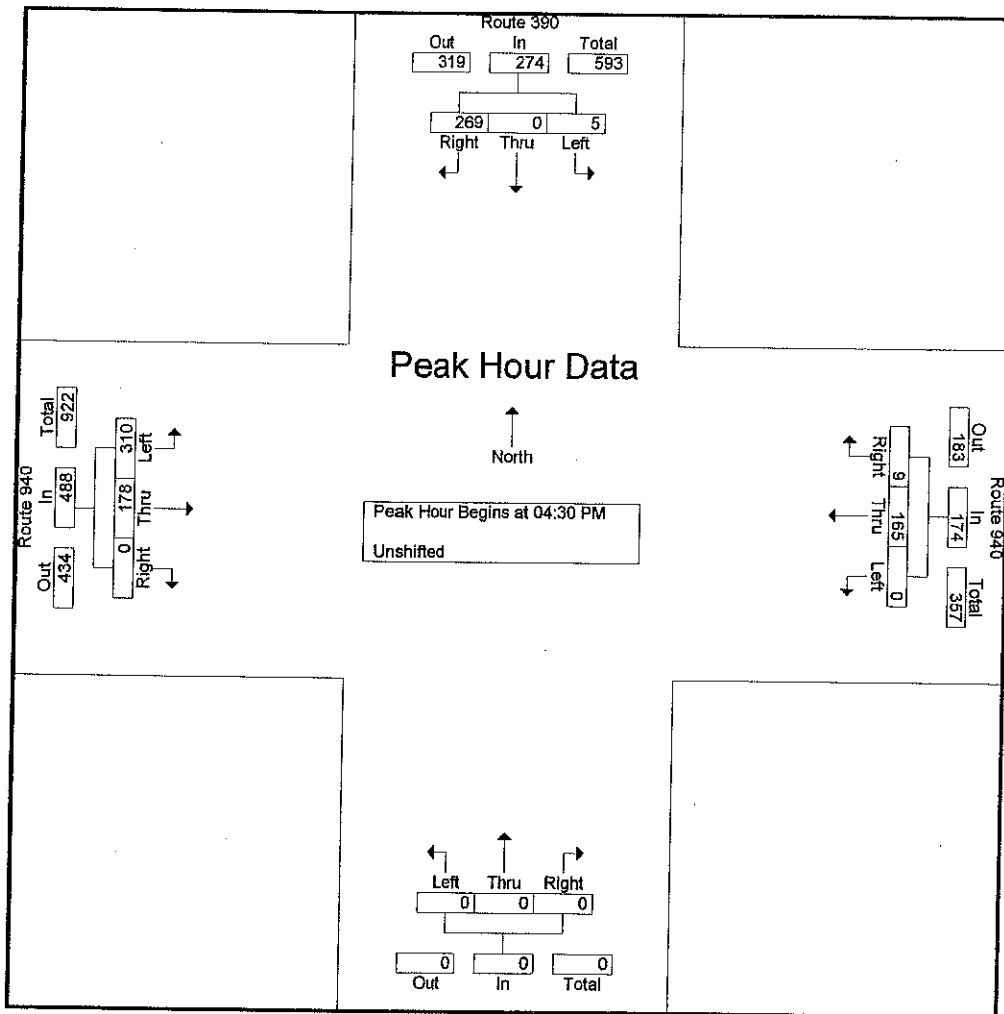 Route 390
Out In Total
319 274 593
269 0 5
Right Thru Left
Peak Hour Data
North
Peak Hour Begins at 04:30 PM
Unshifted
Route 940
Out In Total
434 488 922
310 178 0
Left Thru Right
Route 940
Out In Total
183 174 357
9 165 0
Right Thru Left
Left Thru Right
0 0 0
0 0 0
Out In Total